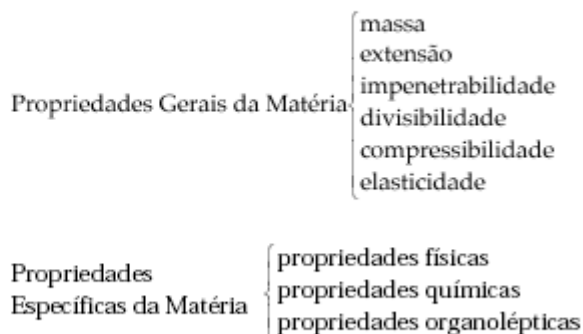 massa
extensão
impenetrabilidade
Propriedades Gerais da Matéria
divisibilidade
compressibilidade
elasticidade
Propriedades
Específicas da Matéria
propriedades físicas
propriedades químicas
propriedades organolépticas